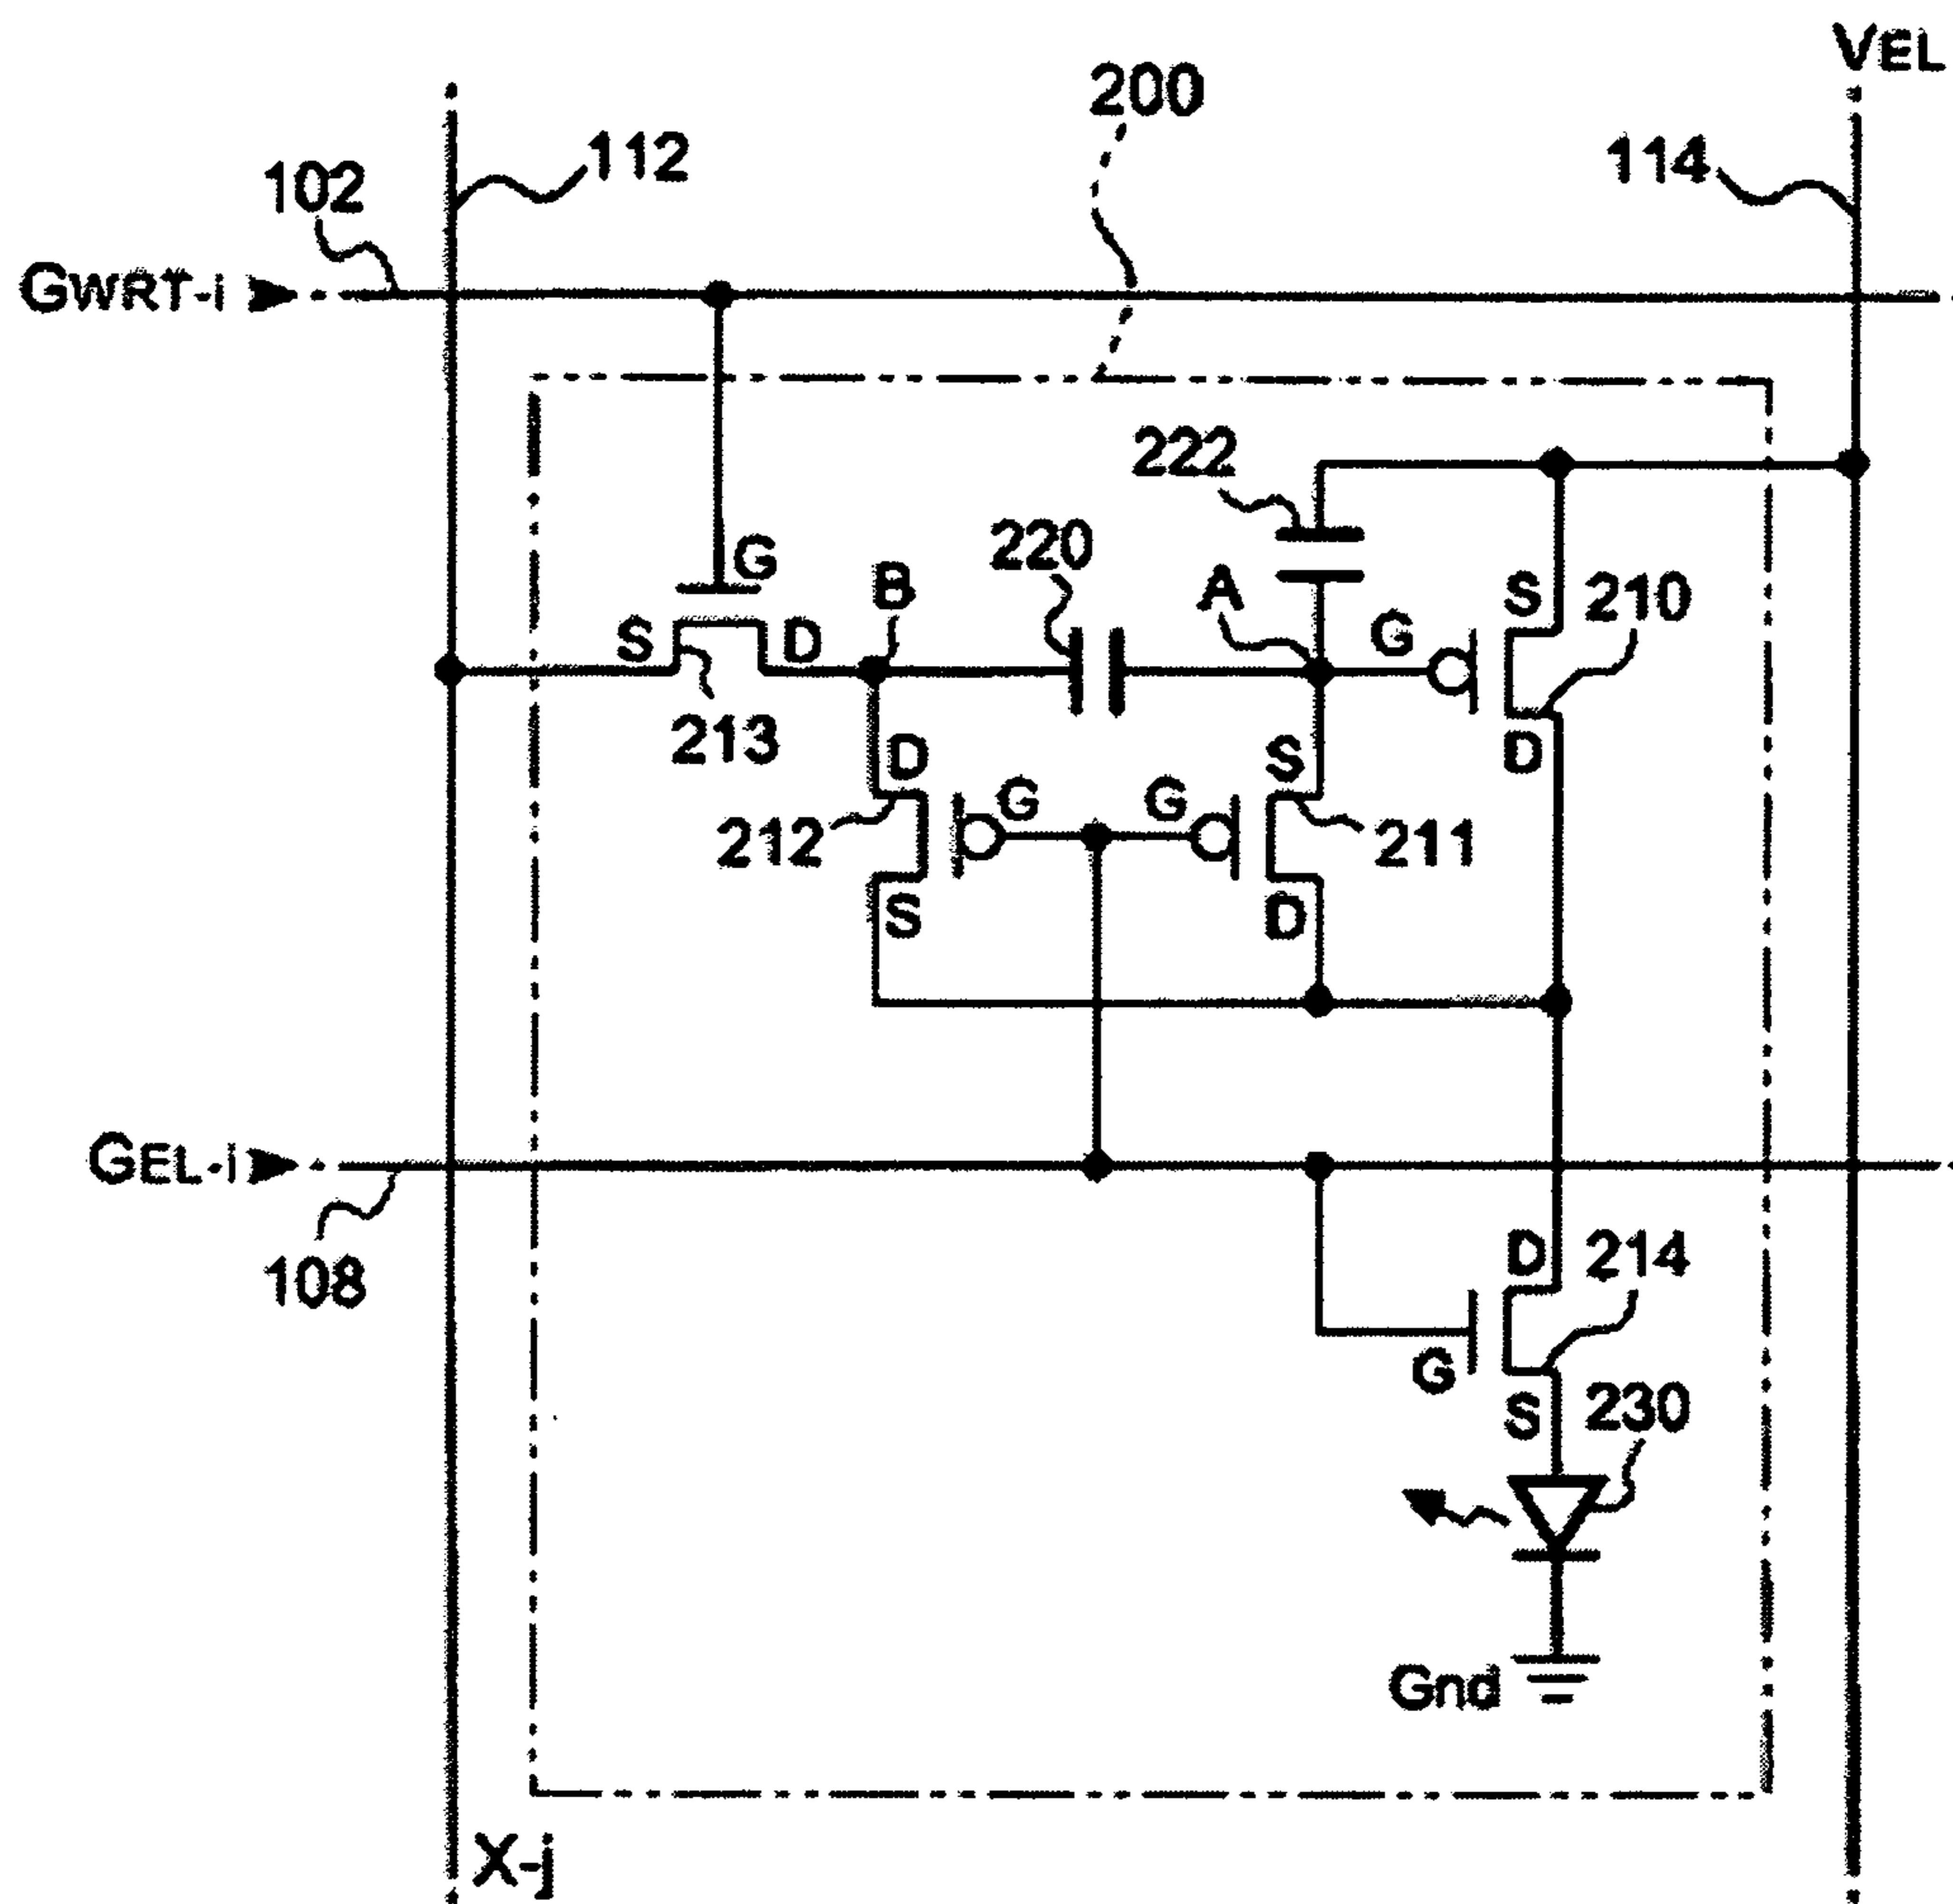 VEL
200
112
114
102
GWRT-i
222
G
220
B
A
S
210
S
D
G
213
D
S
D
212
G
G
211
S
D
GEL-i
108
D
214
G
S
230
Gnd
X-j